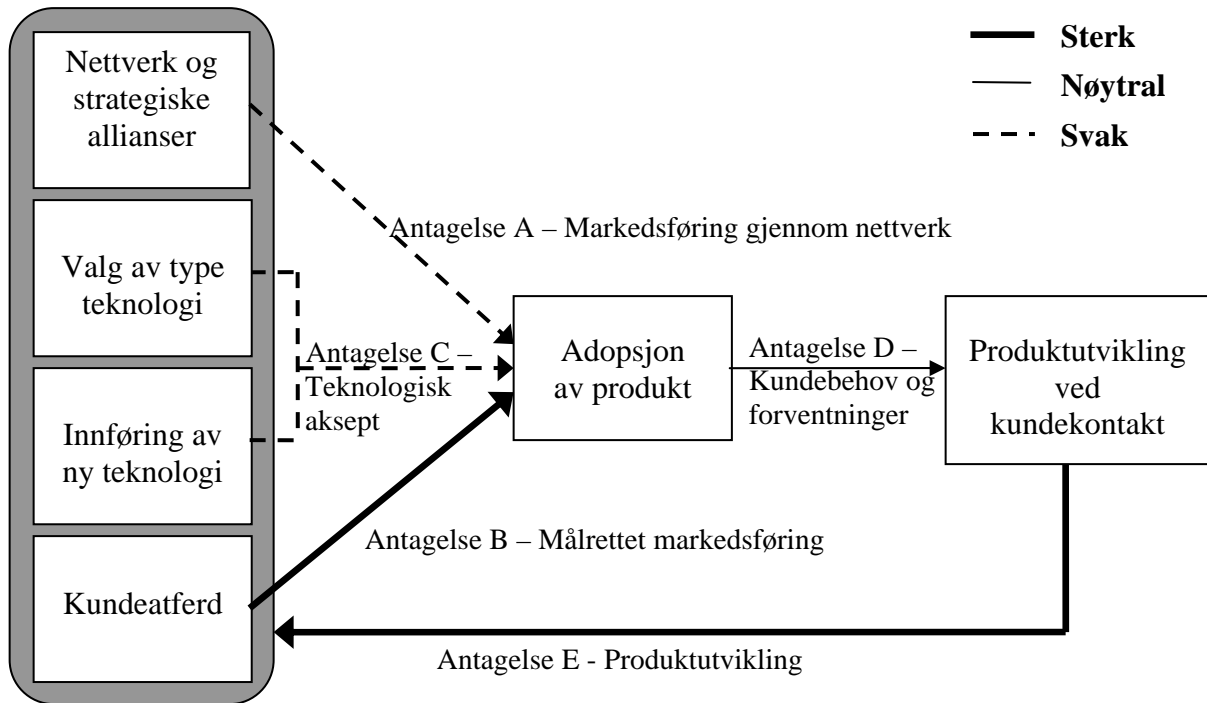 Nettverk og
strategiske
allianser
Valg av type
teknologi
Innføring av
ny teknologi
Kundeatferd
Sterk
Nøytral
Svak
Antagelse A – Markedsføring gjennom nettverk
Antagelse C –
Teknologisk
aksept
Adopsjon
av produkt
Antagelse D –
Kundebehov og
forventninger
Produktutvikling
ved
kundekontakt
Antagelse B – Målrettet markedsføring
Antagelse E - Produktutvikling